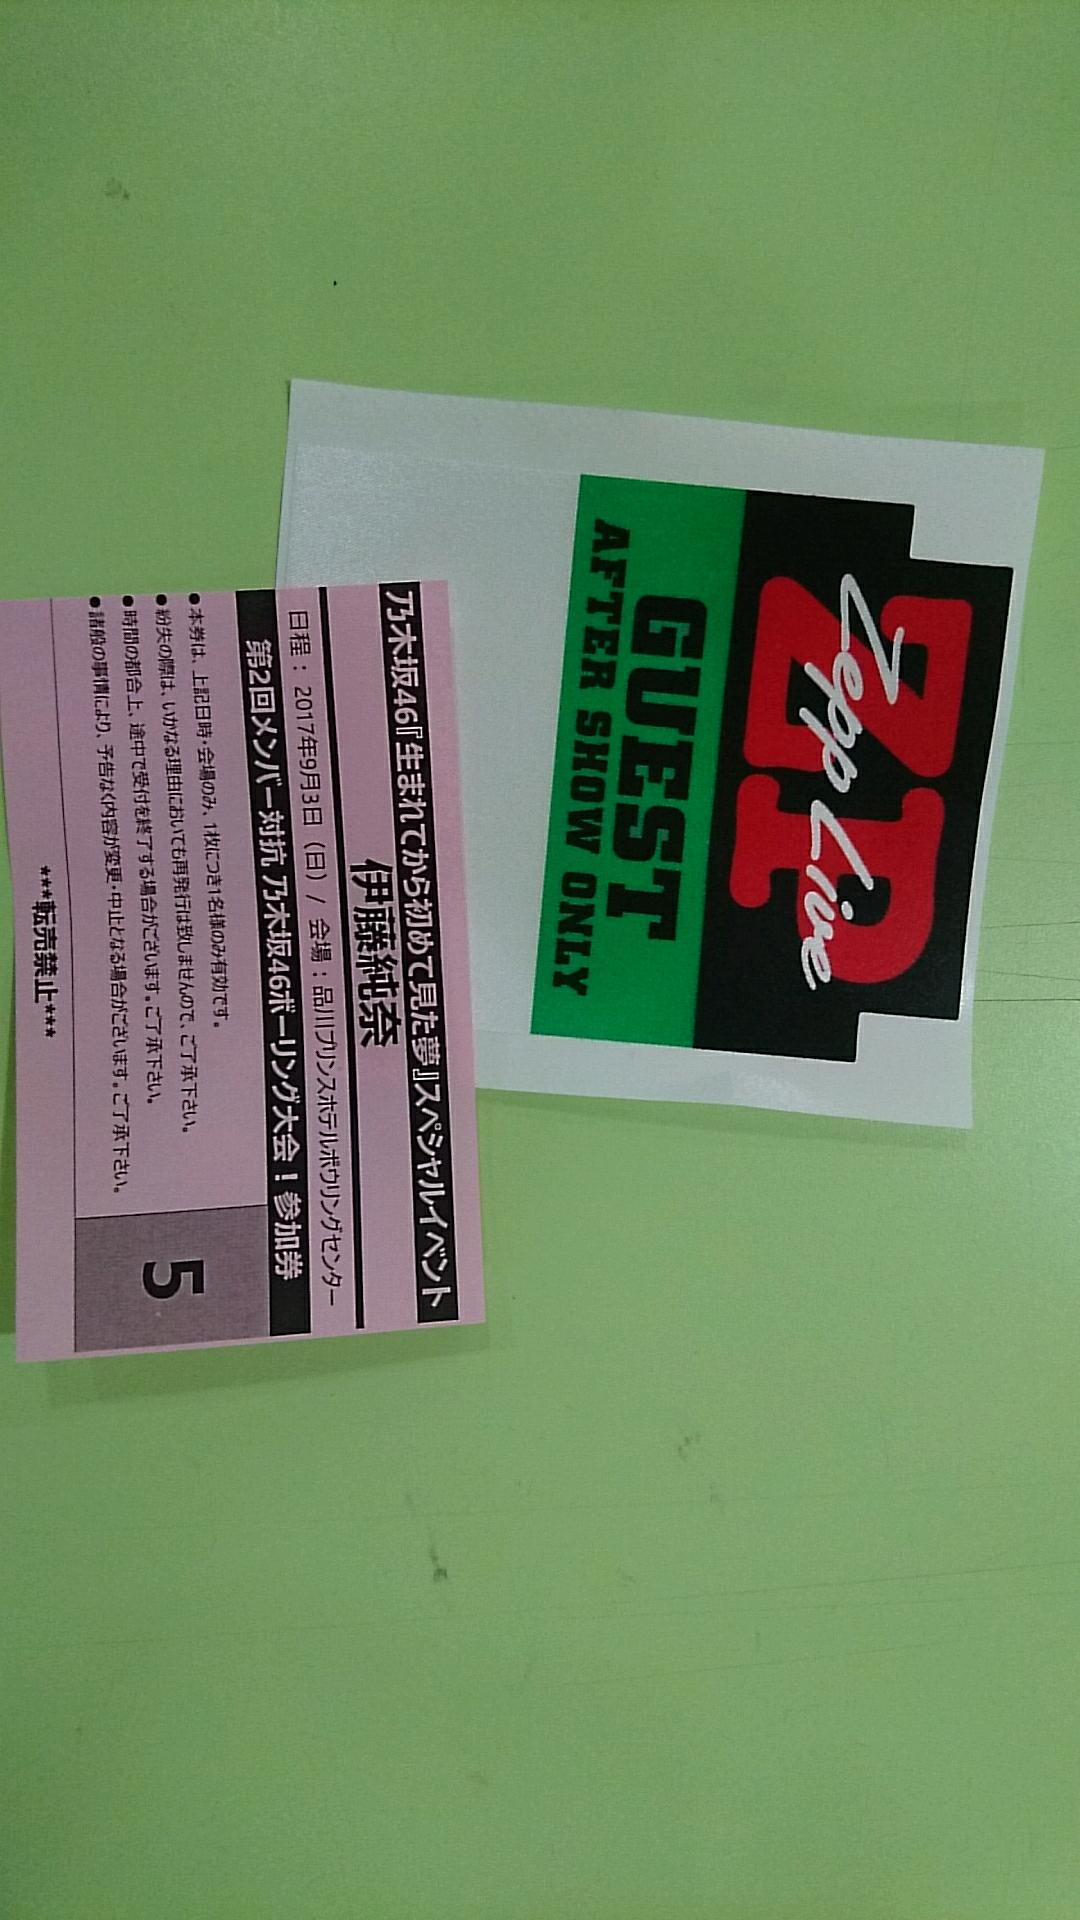 ZP
Zepp Live
GUEST
AFTER SHOW ONLY
乃木坂46『生まれてから初めて見た夢』スペシャルイベント
伊藤純奈
日程： 2017年9月3日（日）/ 会場：品川プリンスホテルボウリングセンター
第2回メンバー対抗 乃木坂46ボーリング大会！参加券
●本券は、上記日時・会場のみ、1枚につき1名様のみ有効です。
●紛失の際は、いかなる理由においても再発行は致しませんので、ご了承下さい。
●時間の都合上、途中で受付を終了する場合がございます。ご了承下さい。
●諸般の事情により、予告なく内容が変更・中止となる場合がございます。ご了承下さい。
5
***転売禁止***